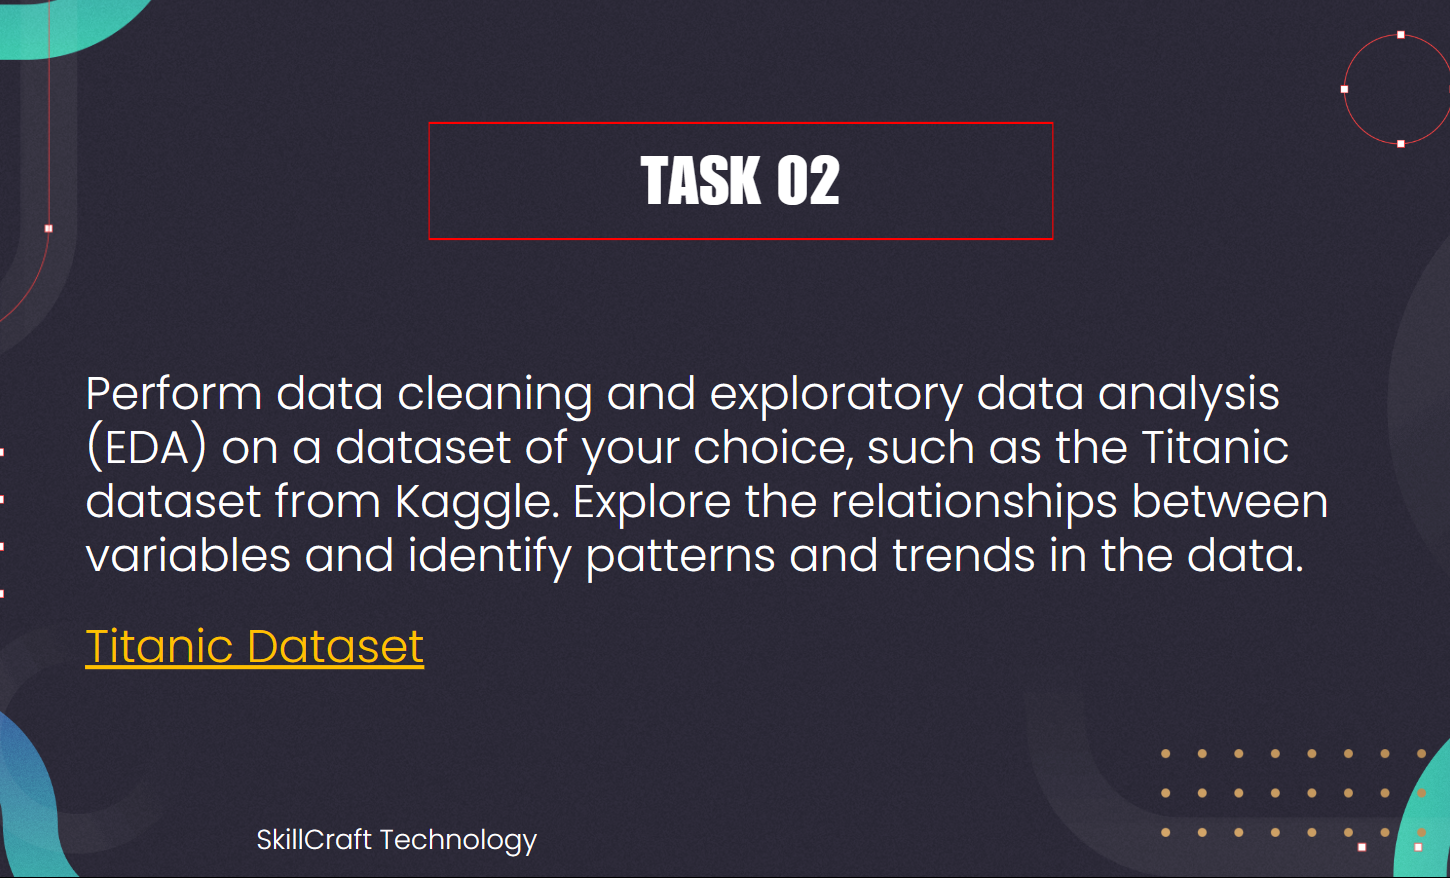 TASK 02
Perform data cleaning and exploratory data analysis
(EDA) on a dataset of your choice, such as the Titanic
dataset from Kaggle. Explore the relationships between
variables and identify patterns and trends in the data.
Titanic Dataset
SkillCraft Technology